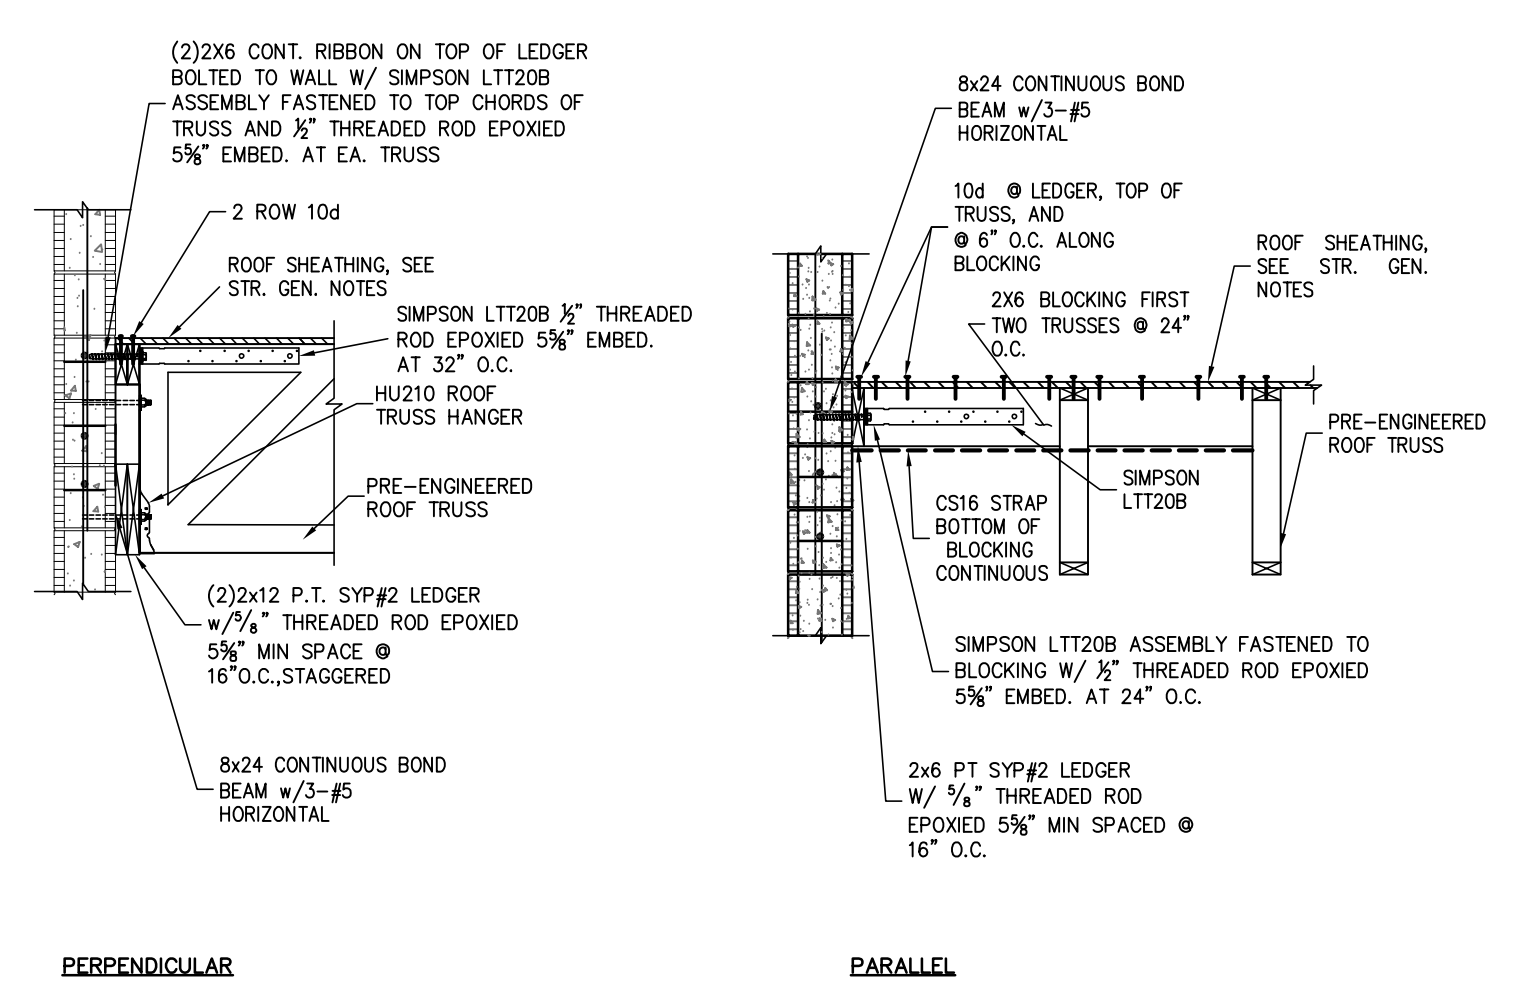 (2)2X6 CONT. RIBBON ON TOP OF LEDGER
BOLTED TO WALL W/ SIMPSON LTT20B
ASSEMBLY FASTENED TO TOP CHORDS OF
TRUSS AND ½" THREADED ROD EPOXIED
5⅝" EMBED. AT EA. TRUSS
2 ROW 10d
ROOF SHEATHING, SEE
STR. GEN. NOTES
SIMPSON LTT20B ½" THREADED
ROD EPOXIED 5⅝" EMBED.
AT 32" O.C.
HU210 ROOF
TRUSS HANGER
PRE-ENGINEERED
ROOF TRUSS
(2)2x12 P.T. SYP#2 LEDGER
w/⅝" THREADED ROD EPOXIED
5⅝" MIN SPACE @
16"O.C.,STAGGERED
8x24 CONTINUOUS BOND
BEAM w/3-#5
HORIZONTAL
PERPENDICULAR
8x24 CONTINUOUS BOND
BEAM w/3-#5
HORIZONTAL
10d @ LEDGER, TOP OF
TRUSS, AND
@ 6" O.C. ALONG
BLOCKING
2X6 BLOCKING FIRST
TWO TRUSSES @ 24"
O.C.
ROOF SHEATHING,
SEE STR. GEN.
NOTES
PRE-ENGINEERED
ROOF TRUSS
SIMPSON
LTT20B
CS16 STRAP
BOTTOM OF
BLOCKING
CONTINUOUS
SIMPSON LTT20B ASSEMBLY FASTENED TO
BLOCKING W/ ½" THREADED ROD EPOXIED
5⅝" EMBED. AT 24" O.C.
2x6 PT SYP#2 LEDGER
W/ ⅝" THREADED ROD
EPOXIED 5⅝" MIN SPACED @
16" O.C.
PARALLEL